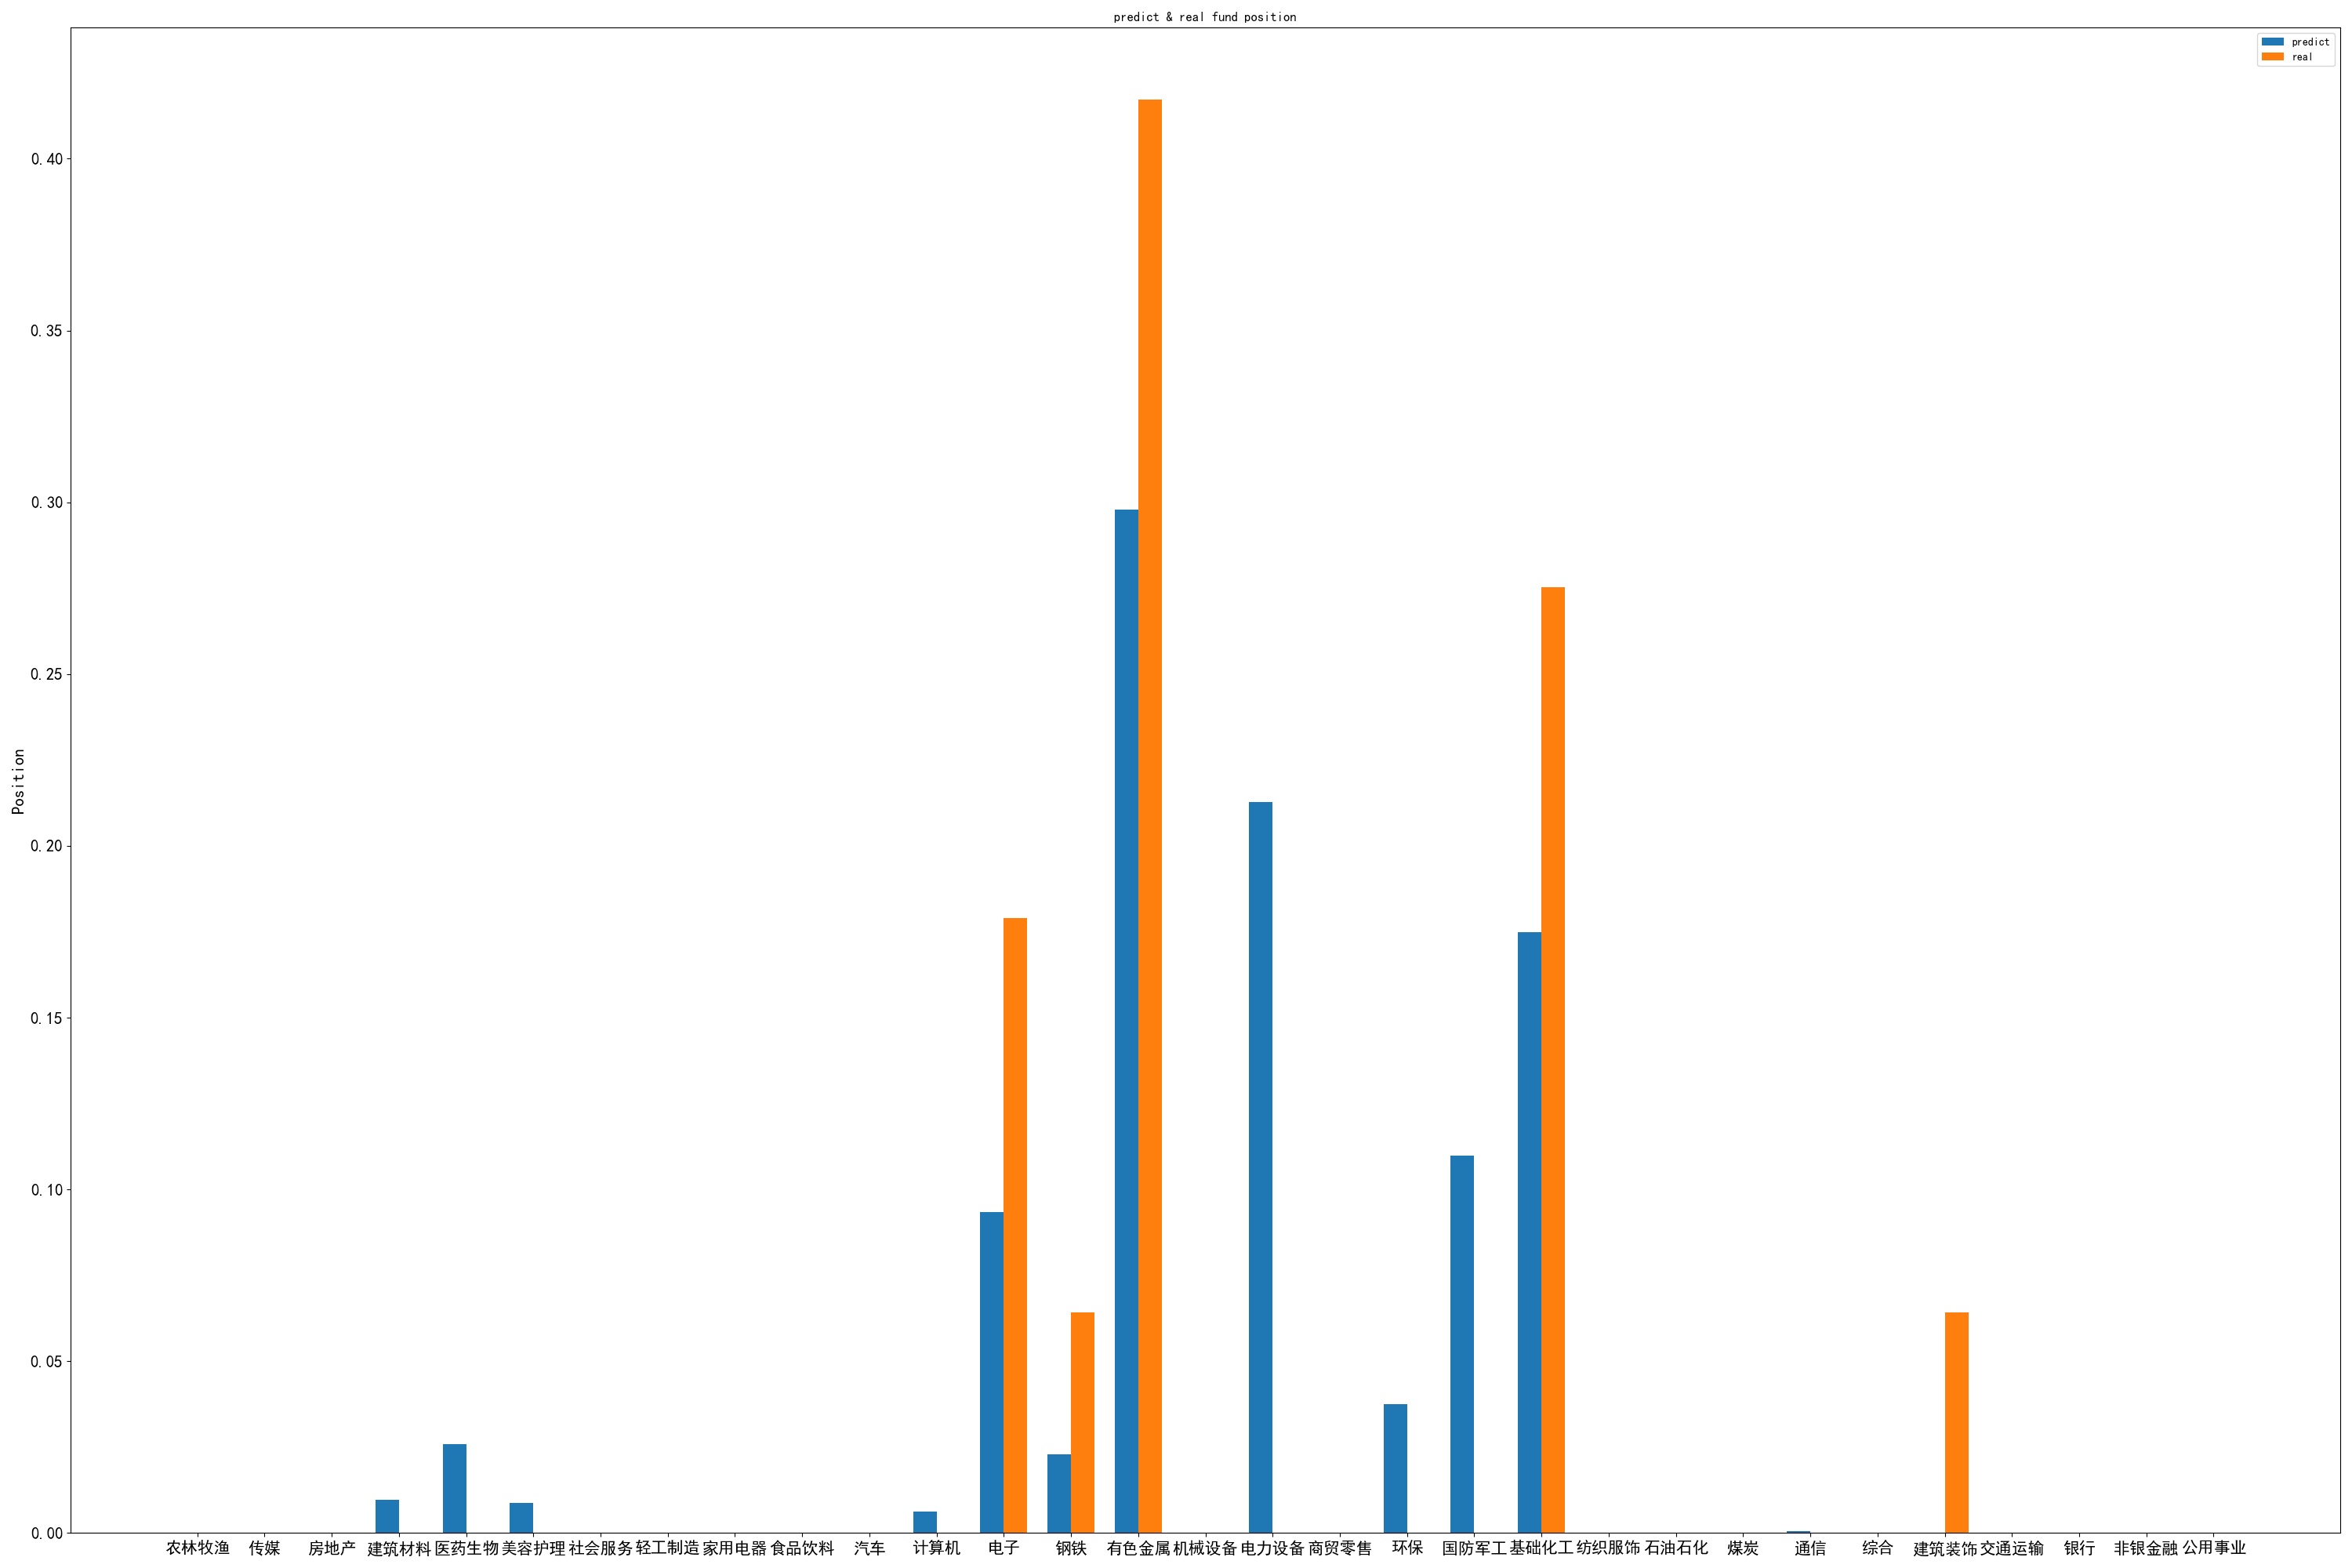 predict & real fund position
predict
real
0.40
0.35
0.30
0.25
0.20
0.15
0.10
0.05
0.00
Position
农林牧渔 传媒 房地产 建筑材料 医药生物 美容护理 社会服务 轻工制造 家用电器 食品饮料 汽车 计算机 电子 钢铁 有色金属 机械设备 电力设备 商贸零售 环保 国防军工 基础化工 纺织服饰 石油石化 煤炭 通信 综合 建筑装饰 交通运输 银行 非银金融 公用事业